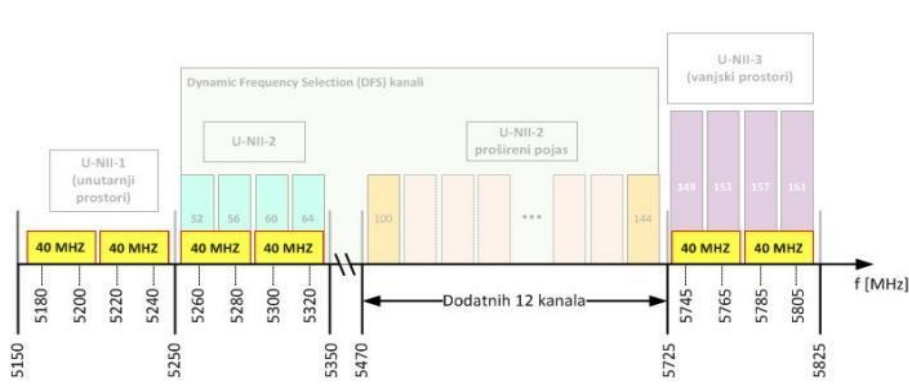 U-NII-3
(vanjski prostori)
Dynamic Frequency Selection (DFS) kanali
U-NII-2
U-NII-2
prošireni pojas
U-NII-1
(unutarnji
prostori)
52 56 60 64
100 ... 144
149 153 157 161
40 MHZ 40 MHZ 40 MHZ 40 MHZ 40 MHZ 40 MHZ
f [MHz]
5180 5200 5220 5240 5260 5280 5300 5320 5745 5765 5785 5805
Dodatnih 12 kanala
5150 5250 5350 5470 5725 5825